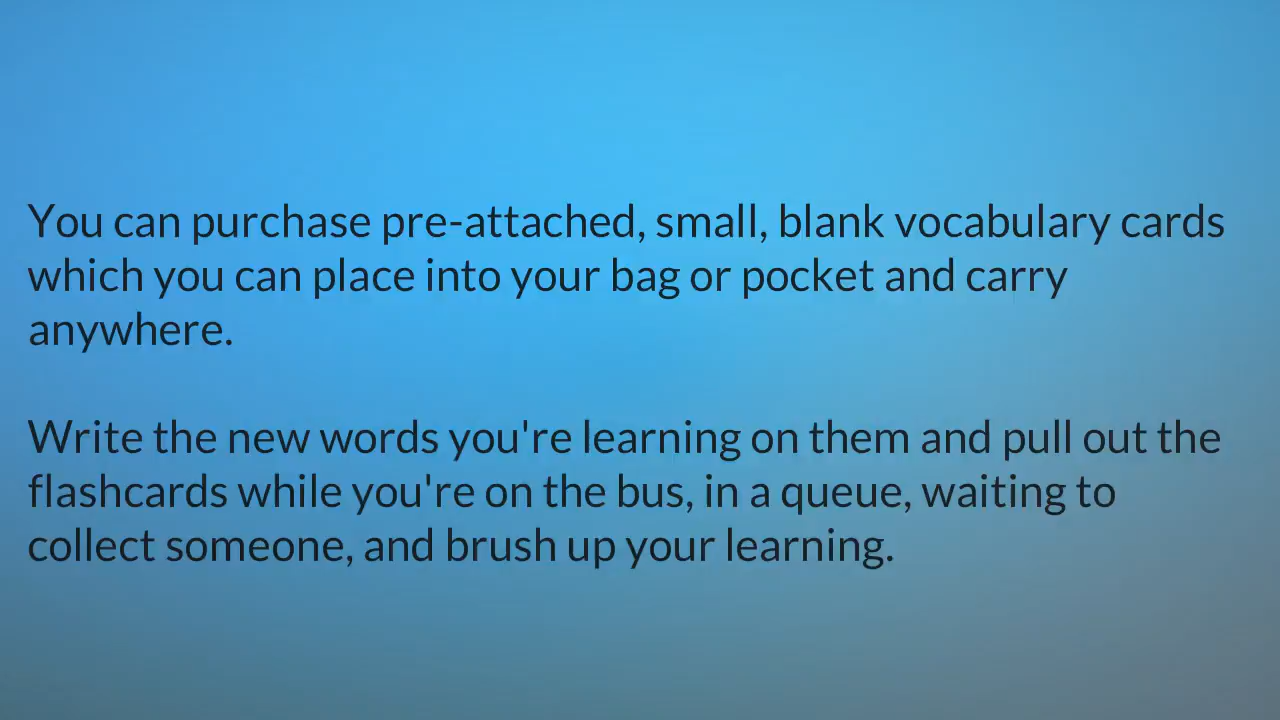 You can purchase pre-attached, small, blank vocabulary cards
which you can place into your bag or pocket and carry
anywhere.
Write the new words you're learning on them and pull out the
flashcards while you're on the bus, in a queue, waiting to
collect someone, and brush up your learning.